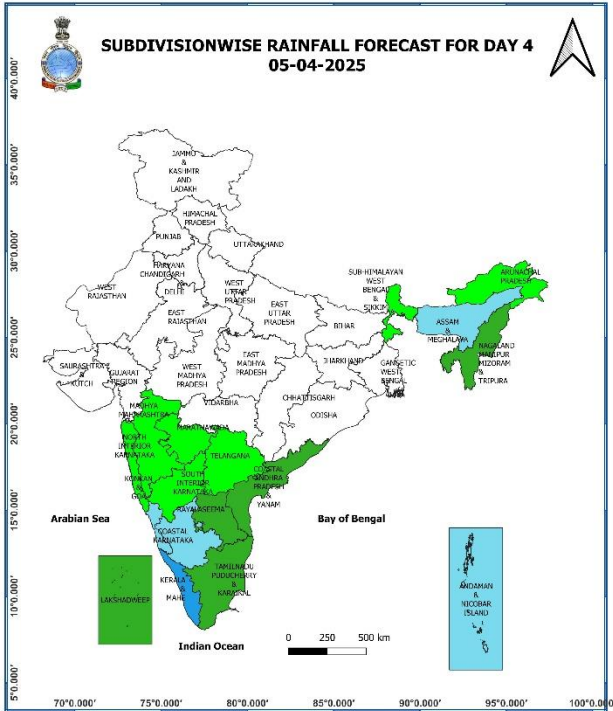 SUBDIVISIONWISE RAINFALL FORECAST FOR DAY 4
05-04-2025
40°0.000'
35°0.000'
30°0.000'
25°0.000'
20°0.000'
15°0.000'
10°0.000'
5°0.000'
JAMMU
&
KASHMIR
AND
LADAKH
HIMACHAL
PRADESH
PUNJAB
UTTARAKHAND
HARYANA
CHANDIGARH
&
DELHI
WEST
RAJASTHAN
WEST
UTTAR
PRADESH
EAST
RAJASTHAN
EAST
UTTAR
PRADESH
SUB-HIMALAYAN
WEST
BENGAL
&
SIKKIM
ARUNACHAL
PRADESH
BIHAR
ASSAM
&
MEGHALAYA
NAGALAND
MANIPUR
MIZORAM
&
TRIPURA
SAURASHTRA
&
KUTCH
GUJARAT
REGION
WEST
MADHYA
PRADESH
EAST
MADHYA
PRADESH
JHARKHAND
GANGETIC
WEST
BENGAL
CHHATTISGARH
ODISHA
VIDARBHA
MADHYA
MAHARASHTRA
MARATHAWADA
NORTH
INTERIOR
KARNATAKA
TELANGANA
KONKAN
&
GOA
SOUTH
INTERIOR
KARNATAKA
COASTAL
ANDHRA
PRADESH
&
YANAM
RAYALASEEMA
COASTAL
KARNATAKA
Arabian Sea
Bay of Bengal
TAMILNADU
PUDUCHERRY
&
KARAIKAL
KERALA
&
MAHE
LAKSHADWEEP
ANDAMAN
&
NICOBAR
ISLAND
Indian Ocean
0 250 500 km
70°0.000' 75°0.000' 80°0.000' 85°0.000' 90°0.000' 95°0.000' 100°0.000'